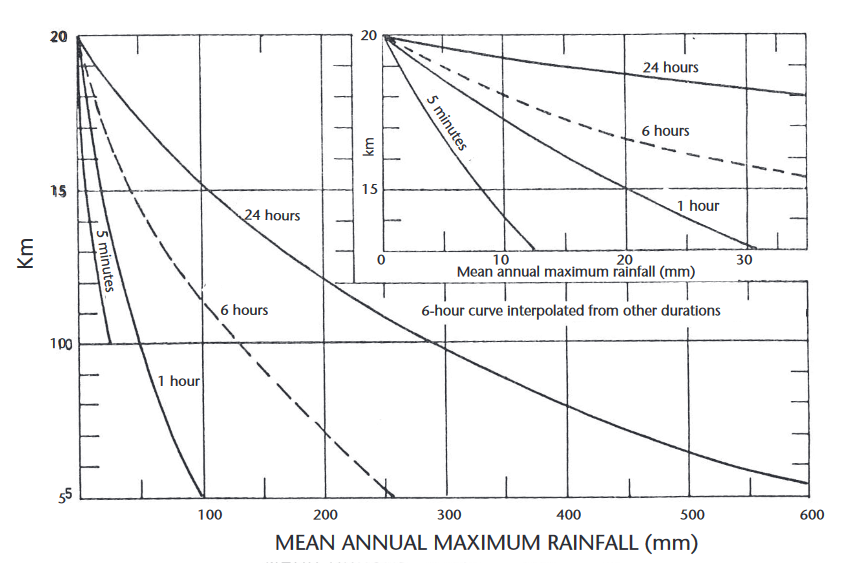 20
15
100
55
Km
5 minutes
1 hour
6 hours
24 hours
100
200
300
400
500
600
MEAN ANNUAL MAXIMUM RAINFALL (mm)
20
15
km
5 minutes
24 hours
6 hours
1 hour
0
10
20
30
Mean annual maximum rainfall (mm)
6-hour curve interpolated from other durations